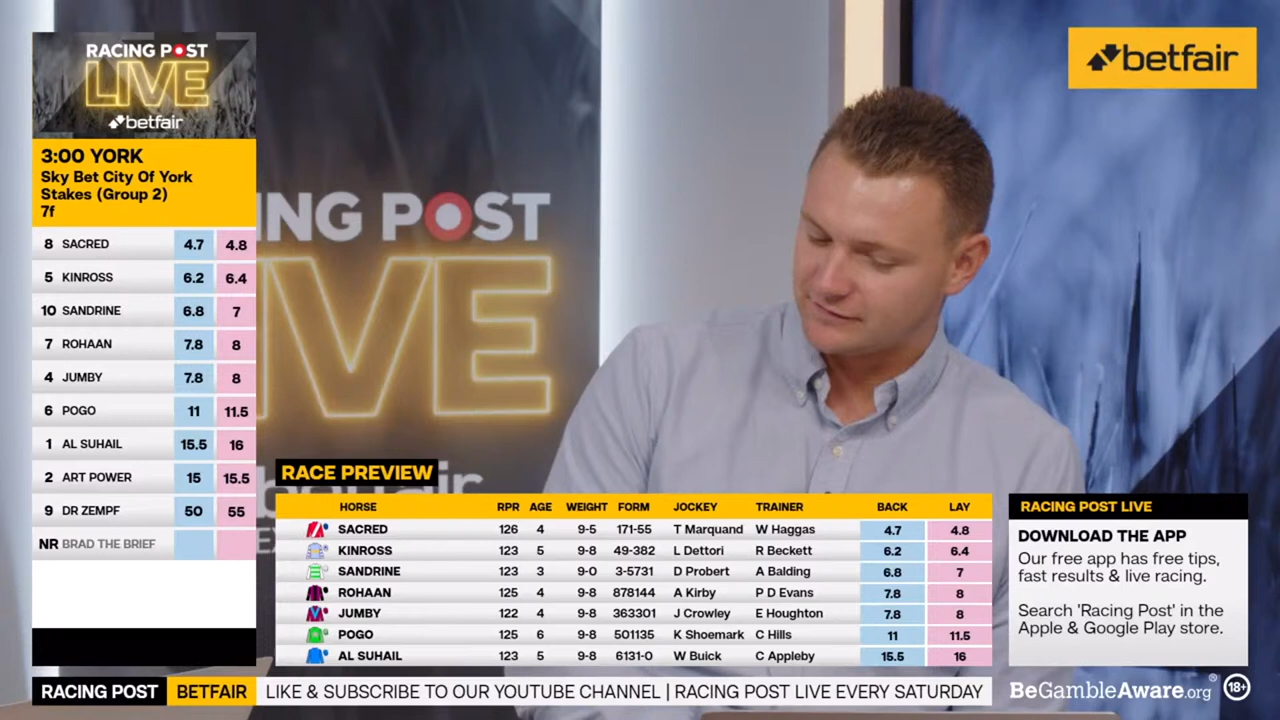 RACING POST
LIVE
betfair
3:00 YORK
Sky Bet City Of York
Stakes (Group 2)
7f
8 SACRED 4.7 4.8
5 KINROSS 6.2 6.4
10 SANDRINE 6.8 7
7 ROHAAN 7.8 8
4 JUMBY 7.8 8
6 POGO 11 11.5
1 AL SUHAIL 15.5 16
2 ART POWER 15 15.5
9 DR ZEMPF 50 55
NR BRAD THE BRIEF
ING POST
IVE
betfair
RACE PREVIEW
HORSE RPR AGE WEIGHT FORM JOCKEY TRAINER BACK LAY
SACRED 126 4 9-5 171-55 T Marquand W Haggas 4.7 4.8
KINROSS 123 5 9-8 49-382 L Dettori R Beckett 6.2 6.4
SANDRINE 123 3 9-0 3-5731 D Probert A Balding 6.8 7
ROHAAN 125 4 9-8 878144 A Kirby P D Evans 7.8 8
JUMBY 122 4 9-8 363301 J Crowley E Houghton 7.8 8
POGO 125 6 9-8 501135 K Shoemark C Hills 11 11.5
AL SUHAIL 123 5 9-8 6131-0 W Buick C Appleby 15.5 16
RACING POST LIVE
DOWNLOAD THE APP
Our free app has free tips,
fast results & live racing.
Search 'Racing Post' in the
Apple & Google Play store.
RACING POST BETFAIR LIKE & SUBSCRIBE TO OUR YOUTUBE CHANNEL | RACING POST LIVE EVERY SATURDAY
BeGambleAware.org® 18+